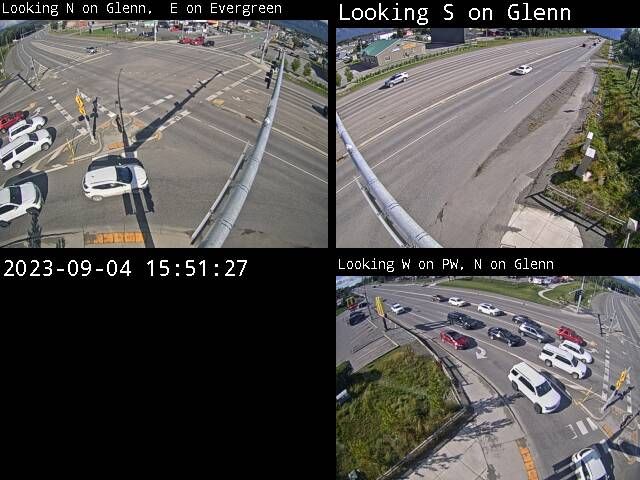 Looking N on Glenn,  E on Evergreen
Looking S on Glenn
2023-09-04 15:51:27
Looking W on PW, N on Glenn